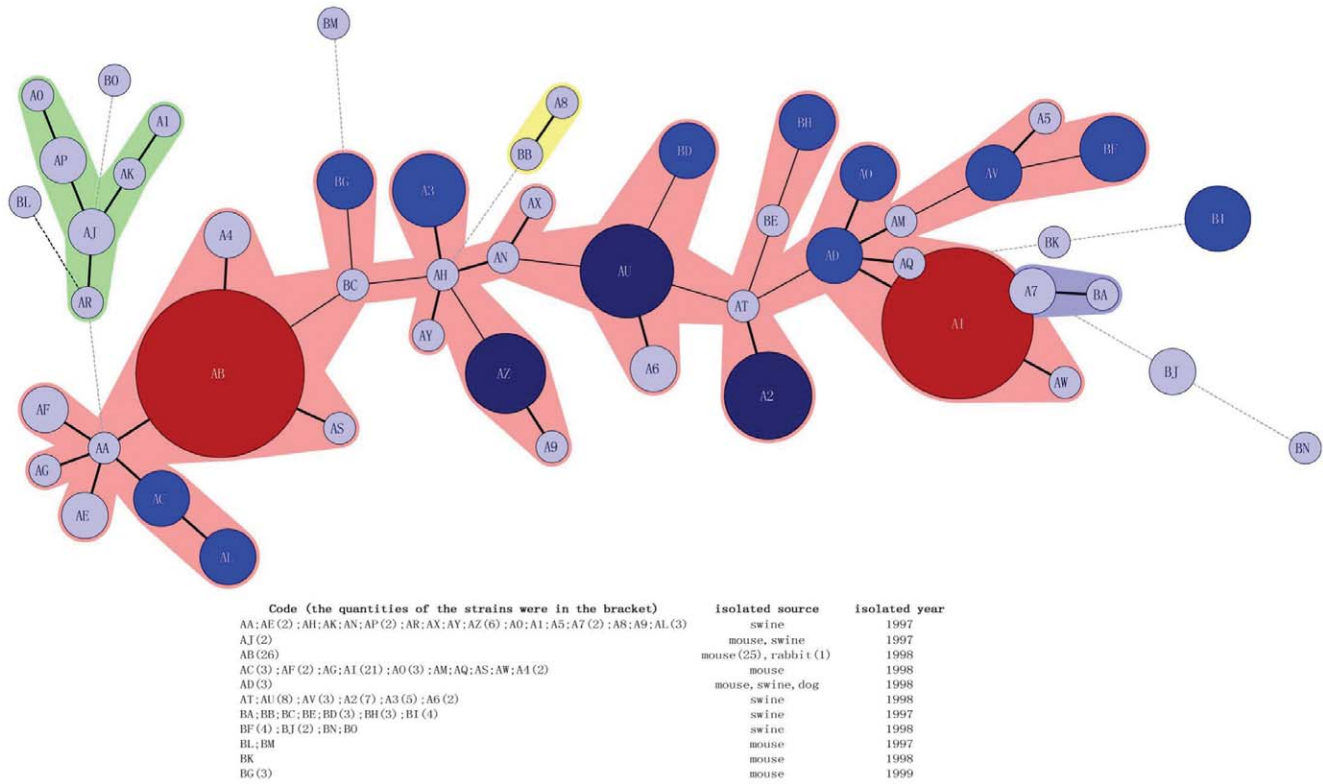 BM
BO
A0
A8
A1
A5
BH
BB
BD
BF
AP
AK
BG
A3
AO
AV
BL
AX
AJ
BE
AM
BI
BK
A4
AN
AD
AQ
AU
AH
BC
A7
BA
AR
AT
AI
AY
A6
AZ
BJ
AB
AW
A2
AF
AS
AA
A9
BN
AG
AC
AE
AL
Code (the quantities of the strains were in the bracket) isolated source isolated year
AA;AE(2);AH;AK;AN;AP(2);AR;AX;AY;AZ(6);A0;A1;A5;A7(2);A8;A9;AL(3) swine 1997
AJ(2) mouse,swine 1997
AB(26) mouse(25),rabbit(1) 1998
AC(3);AF(2);AG;AI(21);AO(3);AM;AQ;AS;AW;A4(2) mouse 1998
AD(3) mouse,swine,dog 1998
AT;AU(8);AV(3);A2(7);A3(5);A6(2) swine 1998
BA;BB;BC;BE;BD(3);BH(3);BI(4) swine 1997
BF(4);BJ(2);BN;BO swine 1998
BL;BM mouse 1997
BK mouse 1998
BG(3) mouse 1999